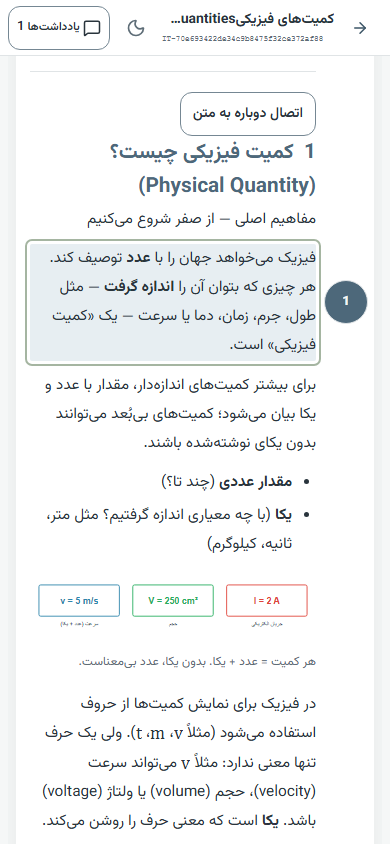 کمیت‌های فیزیکیuantities...
IT-70e693422de34c9b8475f32ce372af88
یادداشت‌ها 1
اتصال دوباره به متن
1 کمیت فیزیکی چیست؟
(Physical Quantity)
مفاهیم اصلی — از صفر شروع می‌کنیم
فیزیک می‌خواهد جهان را با عدد توصیف کند.
هر چیزی که بتوان آن را اندازه گرفت — مثل
طول، جرم، زمان، دما یا سرعت — یک «کمیت
فیزیکی» است.
1
برای بیشتر کمیت‌های اندازه‌دار، مقدار با عدد و
یکا بیان می‌شود؛ کمیت‌های بی‌بُعد می‌توانند
بدون یکای نوشته‌شده باشند.
• مقدار عددی (چند تا؟)
• یکا (با چه معیاری اندازه گرفتیم؟ مثل متر،
ثانیه، کیلوگرم)
I = 2 A
V = 250 cm³
v = 5 m/s
جریان الکتریکی
حجم
سرعت (عدد + یکا)
هر کمیت = عدد + یکا. بدون یکا، عدد بی‌معناست.
در فیزیک برای نمایش کمیت‌ها از حروف
استفاده می‌شود (مثلاً t ،m ،v). ولی یک حرف
تنها معنی ندارد: مثلاً v می‌تواند سرعت
(velocity)، حجم (volume) یا ولتاژ (voltage)
باشد. یکا است که معنی حرف را روشن می‌کند.